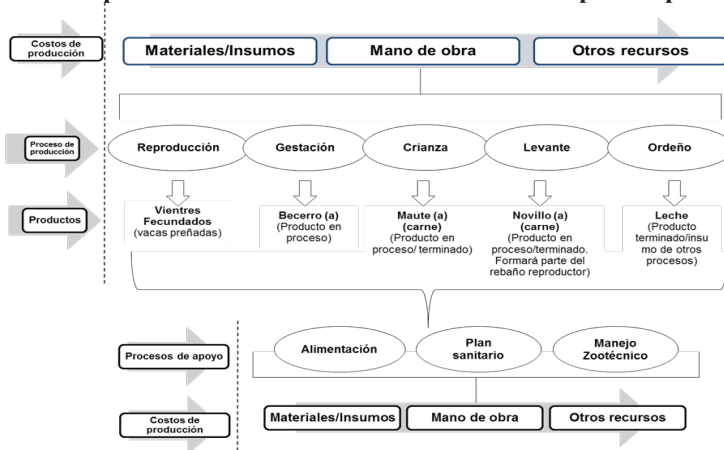 Costos de
producción
Materiales/Insumos
Mano de obra
Otros recursos
Proceso de
producción
Reproducción
Gestación
Crianza
Levante
Ordeño
Productos
Vientres
Fecundados
(vacas preñadas)
Becerro (a)
(Producto en
proceso)
Maute (a)
(carne)
(Producto en
proceso/ terminado)
Novillo (a)
(carne)
(Producto en
proceso/terminado.
Formará parte del
rebaño reproductor)
Leche
(Producto
terminado/insu
mo de otros
procesos)
Procesos de apoyo
Alimentación
Plan
sanitario
Manejo
Zootécnico
Costos de
producción
Materiales/Insumos
Mano de obra
Otros recursos